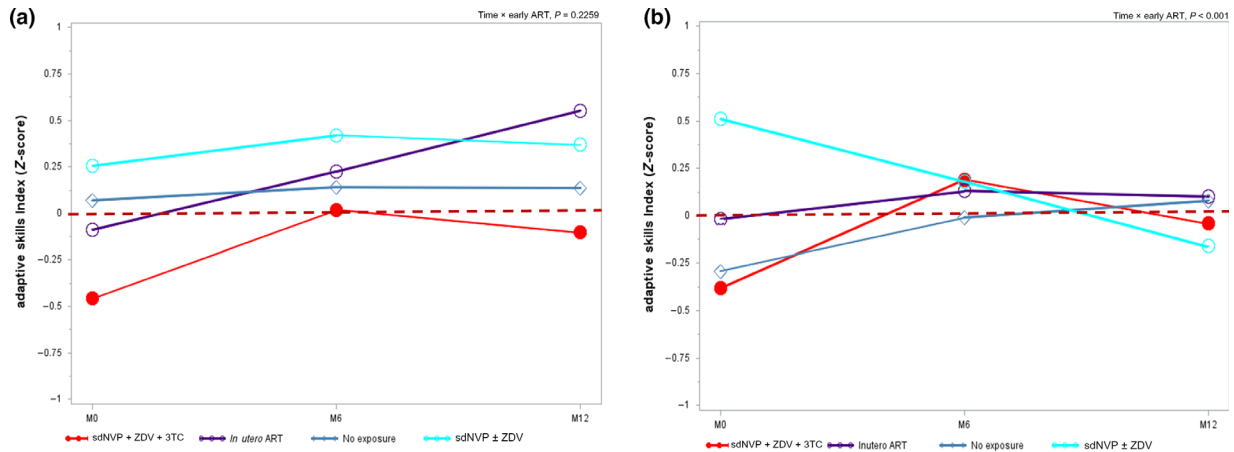 (a)
Time × early ART, P = 0.2259
adaptive skills Index (Z-score)
1
0.75
0.5
0.25
0
−0.25
−0.5
−0.75
−1
M0 M6 M12
sdNVP + ZDV + 3TC In utero ART No exposure sdNVP ± ZDV
(b)
Time × early ART, P < 0.001
adaptive skills Index (Z-score)
1
0.75
0.5
0.25
0
−0.25
−0.5
−0.75
−1
M0 M6 M12
sdNVP + ZDV + 3TC Inutero ART No exposure sdNVP ± ZDV